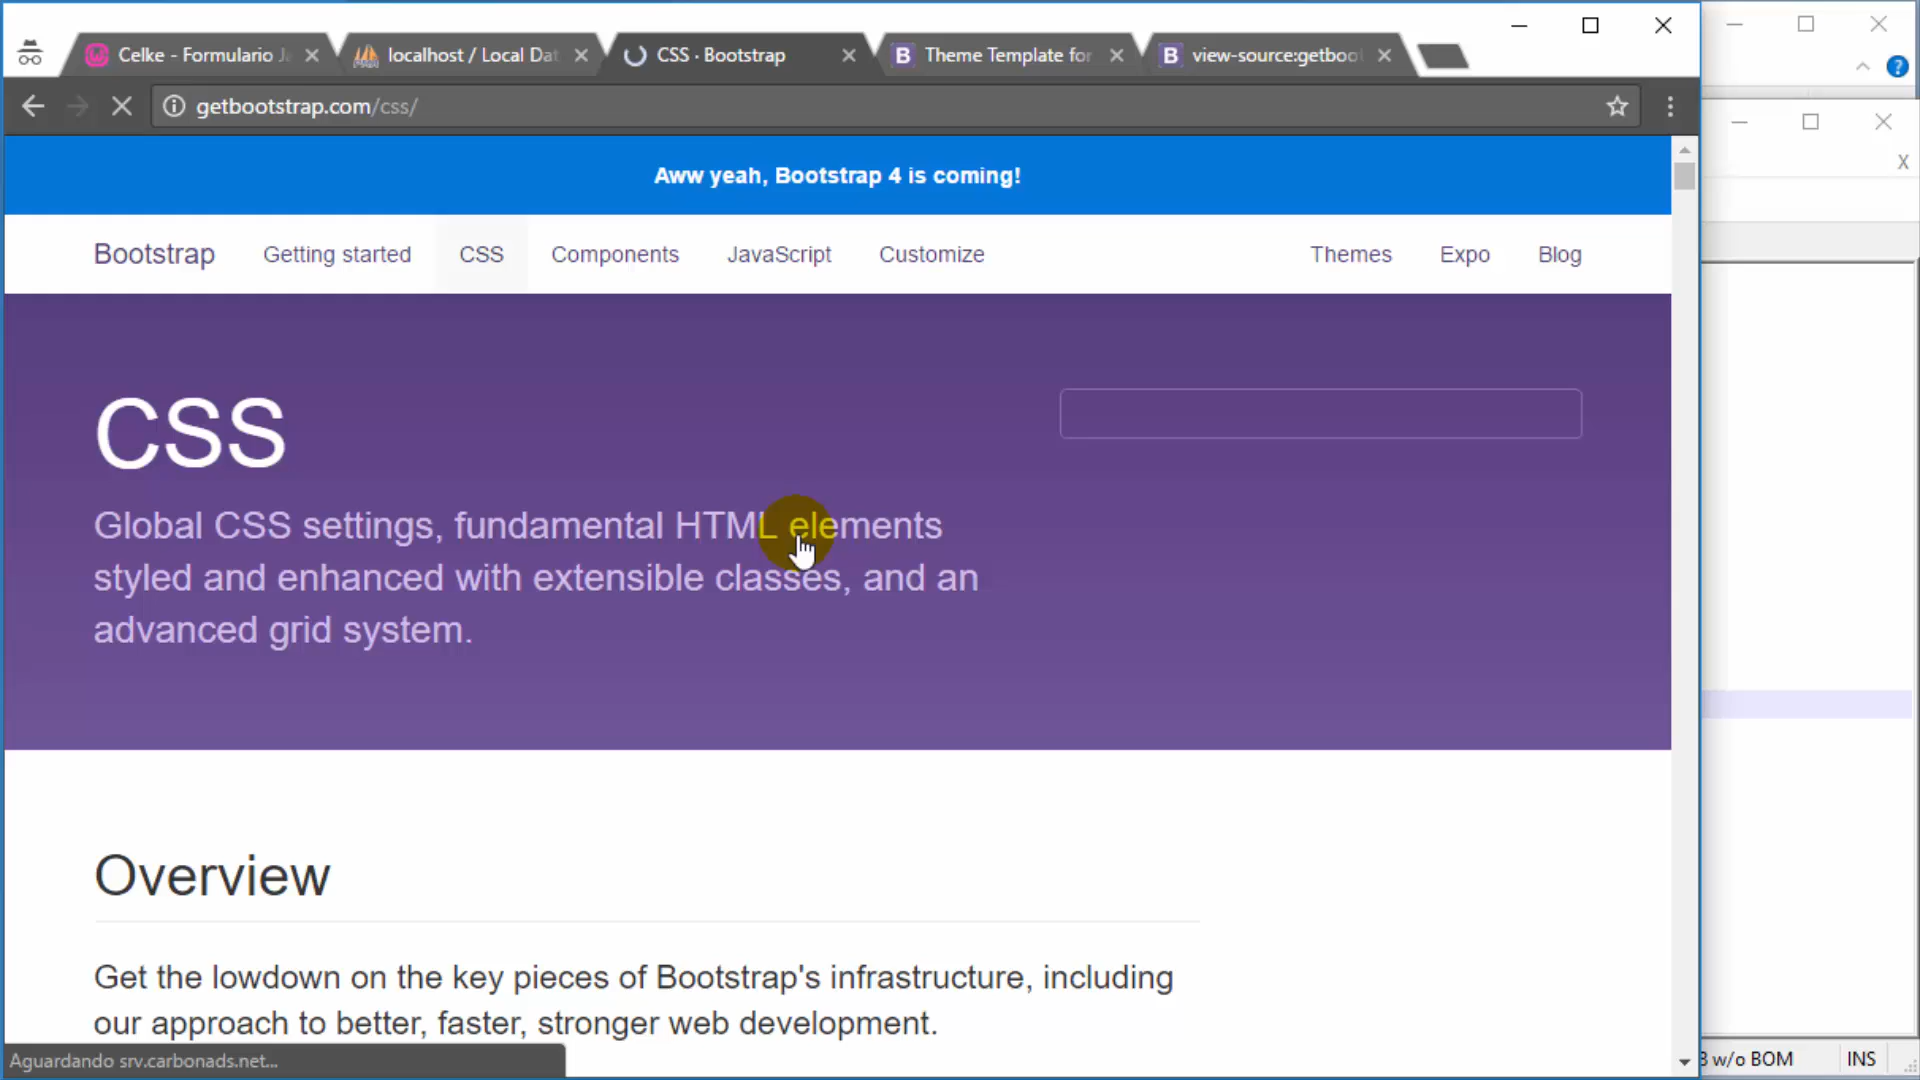 Celke - Formulario
localhost / Local Dat
CSS · Bootstrap
Theme Template for
view-source:getboot
getbootstrap.com/css/
Aww yeah, Bootstrap 4 is coming!
Bootstrap
Getting started
CSS
Components
JavaScript
Customize
Themes
Expo
Blog
CSS
Global CSS settings, fundamental HTML elements
styled and enhanced with extensible classes, and an
advanced grid system.
Overview
Get the lowdown on the key pieces of Bootstrap's infrastructure, including
our approach to better, faster, stronger web development.
Aguardando srv.carbonads.net...
w/o BOM
INS